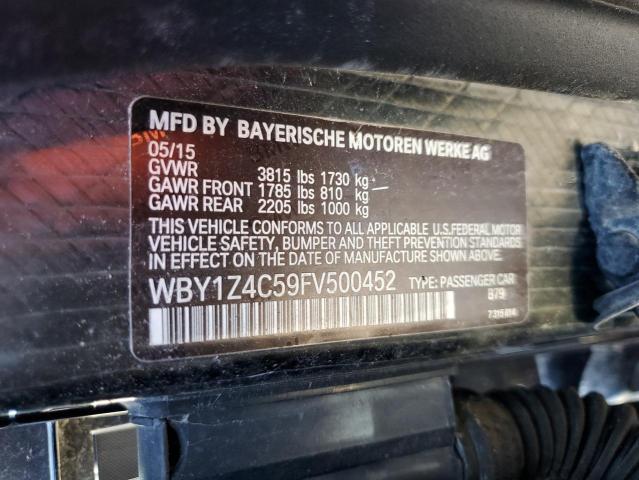 MFD BY BAYERISCHE MOTOREN WERKE AG
05/15
GVWR 3815 lbs 1730 kg
GAWR FRONT 1785 lbs 810 kg
GAWR REAR 2205 lbs 1000 kg
THIS VEHICLE CONFORMS TO ALL APPLICABLE U.S.FEDERAL MOTOR
VEHICLE SAFETY, BUMPER AND THEFT PREVENTION STANDARDS
IN EFFECT ON THE DATE OF MANUFACTURE SHOWN ABOVE.
WBY1Z4C59FV500452 TYPE: PASSENGER CAR
B79